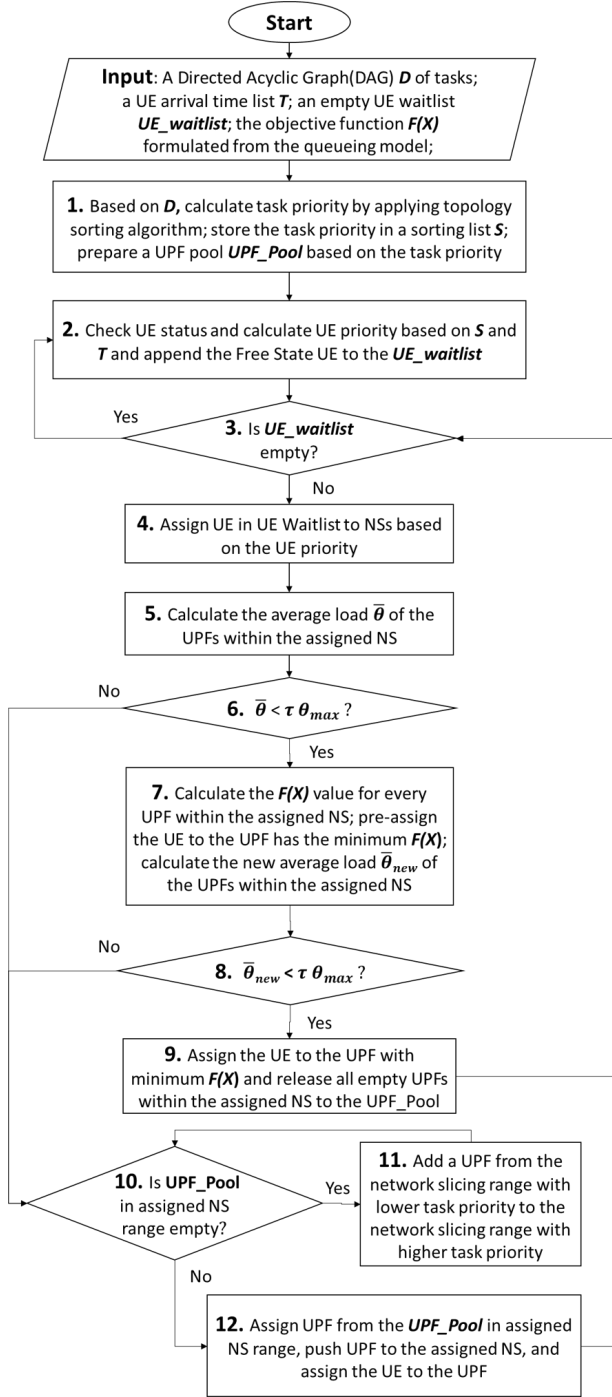 Start
Input: A Directed Acyclic Graph(DAG) D of tasks;
a UE arrival time list T; an empty UE waitlist
UE_waitlist; the objective function F(X)
formulated from the queueing model;
1. Based on D, calculate task priority by applying topology
sorting algorithm; store the task priority in a sorting list S;
prepare a UPF pool UPF_Pool based on the task priority
2. Check UE status and calculate UE priority based on S and
T and append the Free State UE to the UE_waitlist
Yes
3. Is UE_waitlist
empty?
No
4. Assign UE in UE Waitlist to NSs based
on the UE priority
5. Calculate the average load θ̅ of the
UPFs within the assigned NS
No
6. θ̅ < τ θmax ?
Yes
7. Calculate the F(X) value for every
UPF within the assigned NS; pre-assign
the UE to the UPF has the minimum F(X);
calculate the new average load θ̅new of
the UPFs within the assigned NS
No
8. θ̅new < τ θmax ?
Yes
9. Assign the UE to the UPF with
minimum F(X) and release all empty UPFs
within the assigned NS to the UPF_Pool
10. Is UPF_Pool
in assigned NS
range empty?
Yes
11. Add a UPF from the
network slicing range with
lower task priority to the
network slicing range with
higher task priority
No
12. Assign UPF from the UPF_Pool in assigned
NS range, push UPF to the assigned NS, and
assign the UE to the UPF